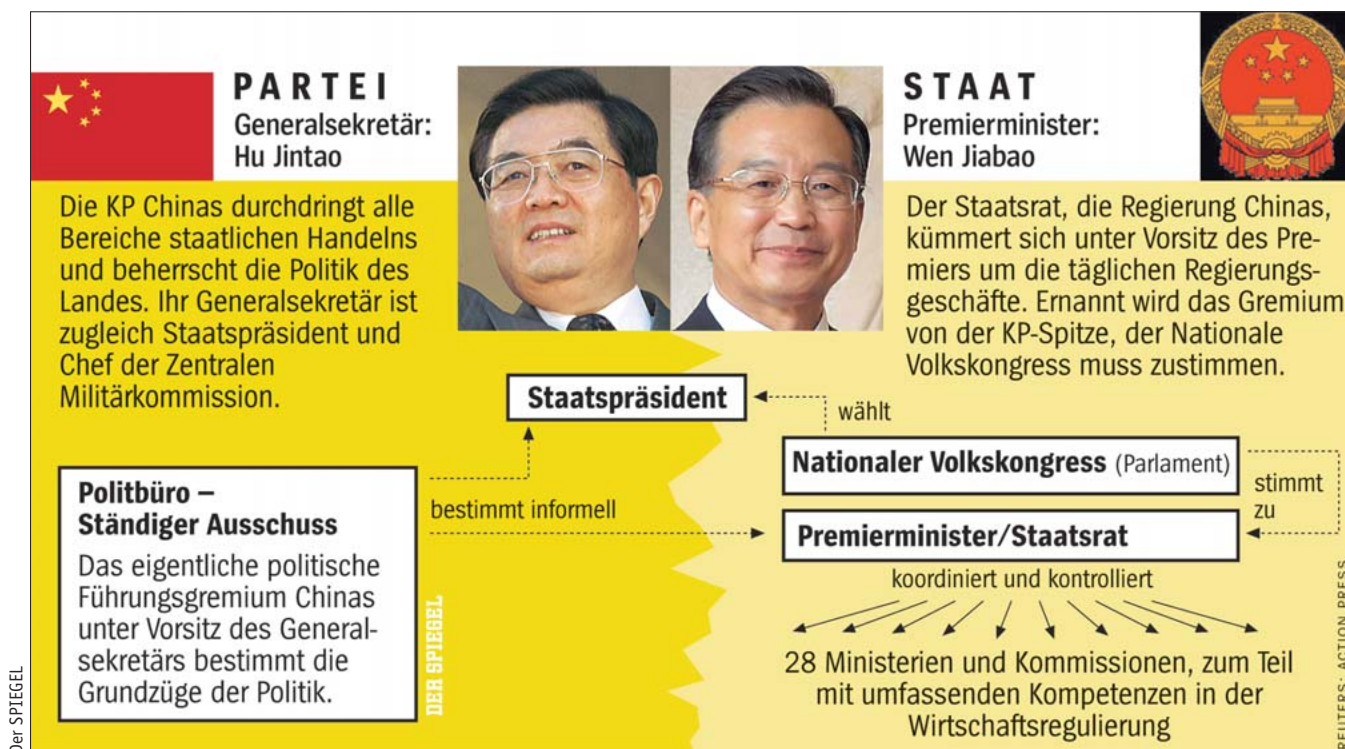 PARTEI
Generalsekretär:
Hu Jintao
STAAT
Premierminister:
Wen Jiabao
Die KP Chinas durchdringt alle
Bereiche staatlichen Handelns
und beherrscht die Politik des
Landes. Ihr Generalsekretär ist
zugleich Staatspräsident und
Chef der Zentralen
Militärkommission.
Der Staatsrat, die Regierung Chinas,
kümmert sich unter Vorsitz des Pre-
miers um die täglichen Regierungs-
geschäfte. Ernannt wird das Gremium
von der KP-Spitze, der Nationale
Volkskongress muss zustimmen.
Staatspräsident
wählt
Nationaler Volkskongress (Parlament)
stimmt
zu
Politbüro –
Ständiger Ausschuss
Das eigentliche politische
Führungsgremium Chinas
unter Vorsitz des General-
sekretärs bestimmt die
Grundzüge der Politik.
bestimmt informell
Premierminister/Staatsrat
koordiniert und kontrolliert
28 Ministerien und Kommissionen, zum Teil
mit umfassenden Kompetenzen in der
Wirtschaftsregulierung
DER SPIEGEL
Der SPIEGEL
REUTERS; ACTION PRESS